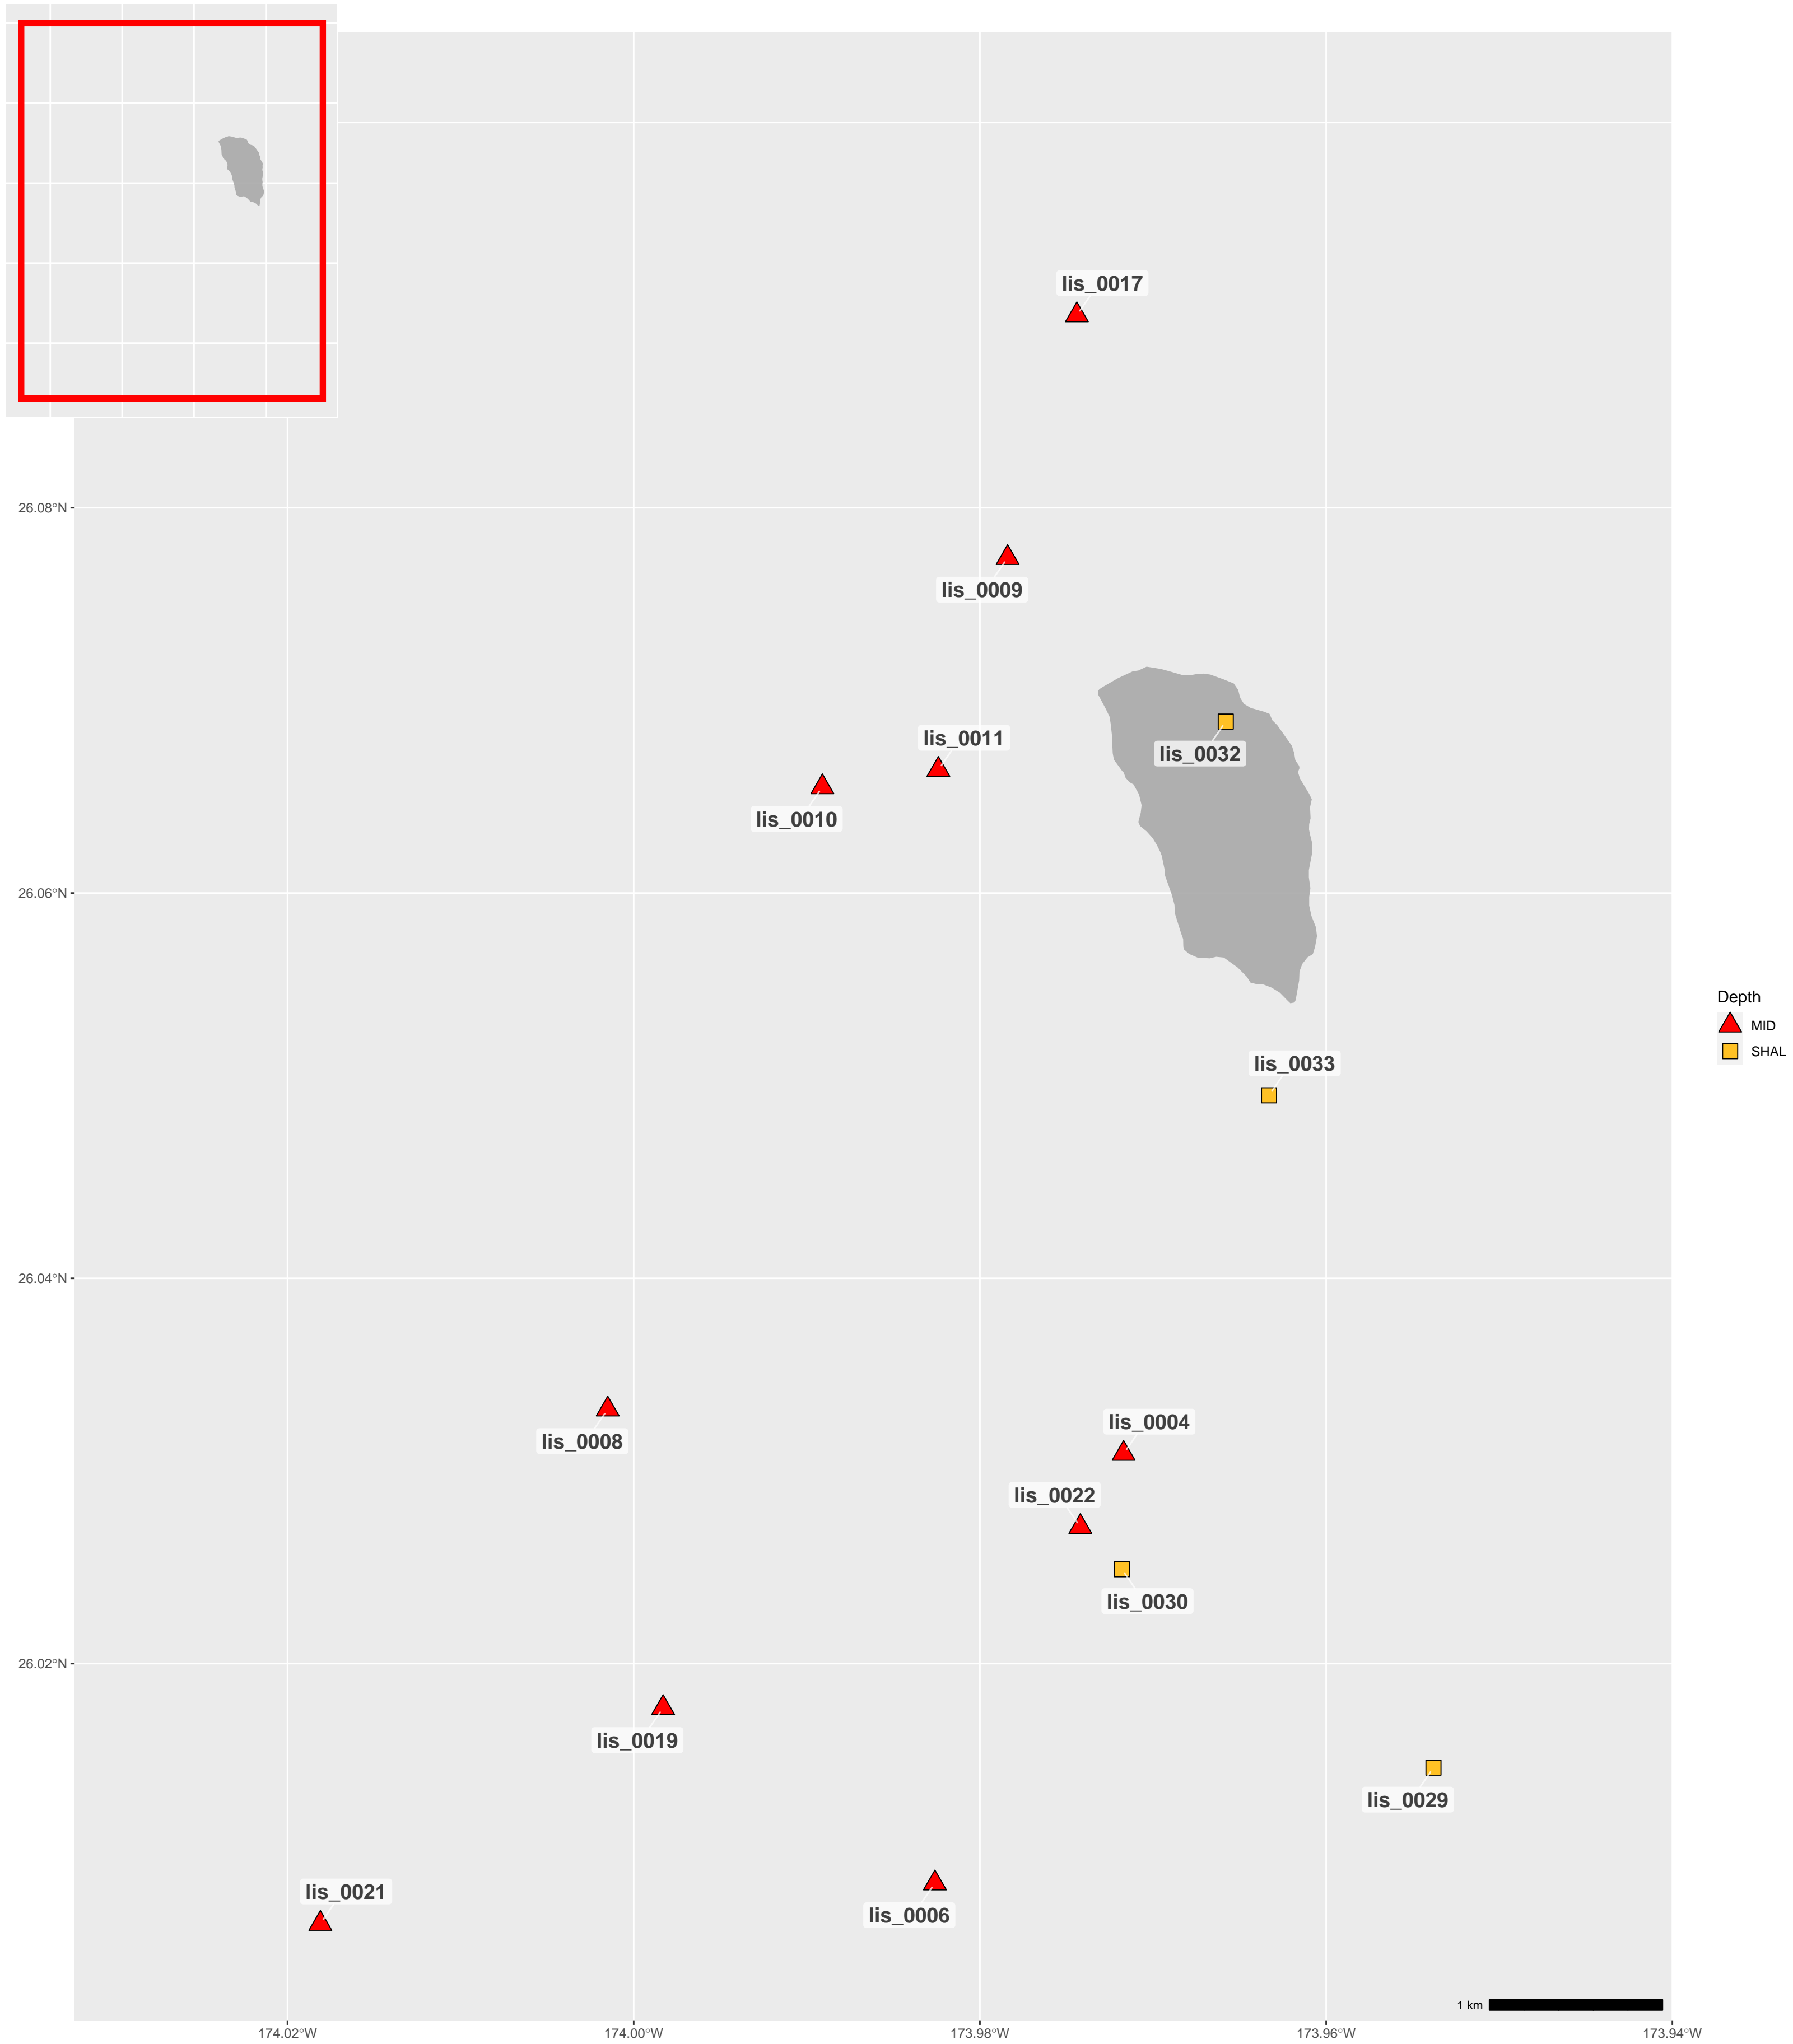 lis_0017
26.08°N
lis_0009
lis_0011
lis_0032
lis_0010
26.06°N
Depth
MID
SHAL
lis_0033
26.04°N
lis_0004
lis_0008
lis_0022
lis_0030
26.02°N
lis_0019
lis_0029
lis_0021
lis_0006
1 km
174.02°W 174.00°W 173.98°W 173.96°W 173.94°W